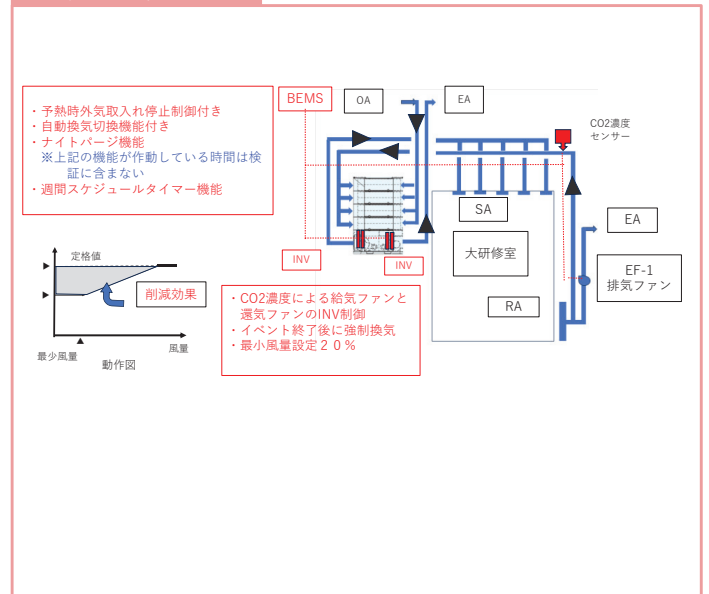 ・予熱時外気取入れ停止制御付き
・自動換気切換機能付き
・ナイトパージ機能
※上記の機能が作動している時間は検
証に含まない
・週間スケジュールタイマー機能
BEMS
OA
EA
CO2濃度
センサー
SA
大研修室
RA
EA
EF-1
排気ファン
INV
INV
定格値
削減効果
風量
最少風量
動作図
・CO2濃度による給気ファンと
還気ファンのINV制御
・イベント終了後に強制換気
・最小風量設定２０％